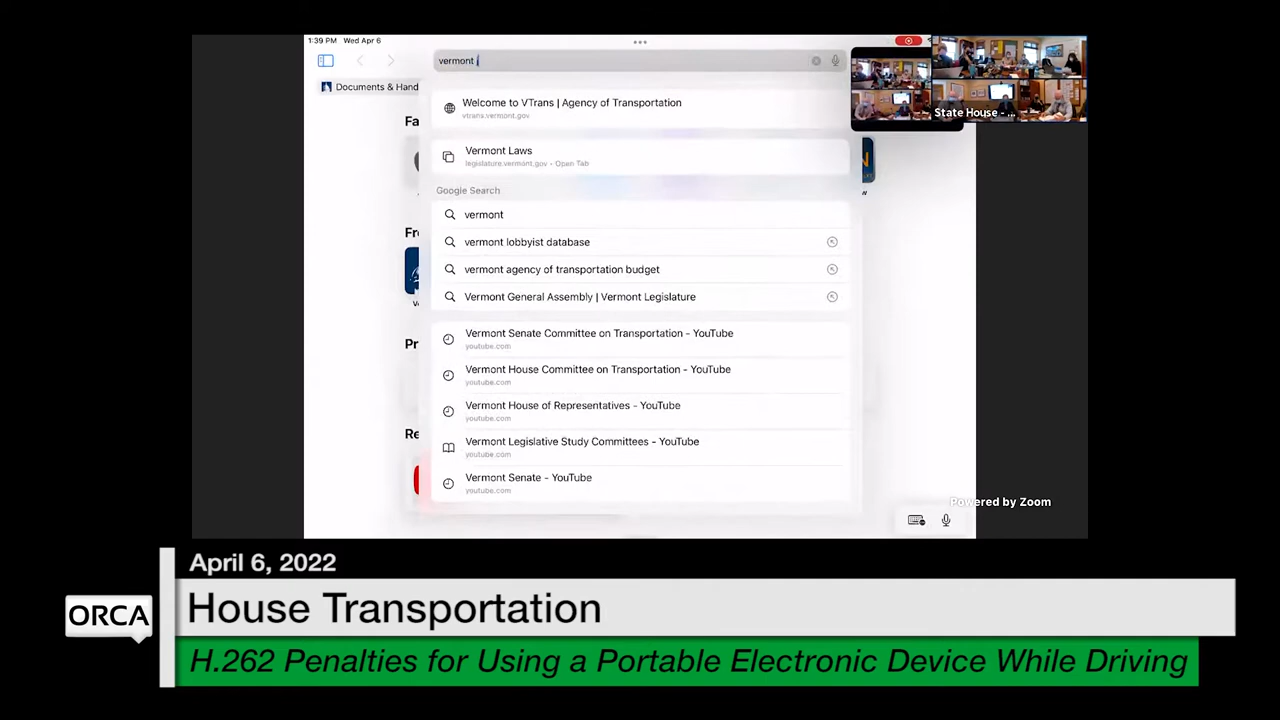 1:39 PM Wed Apr 6
vermont
Documents & Hand
Fa
Welcome to VTrans | Agency of Transportation
vtrans.vermont.gov
Vermont Laws
legislature.vermont.gov - Open Tab
Google Search
vermont
vermont lobbyist database
vermont agency of transportation budget
Vermont General Assembly | Vermont Legislature
Fr
Vermont Senate Committee on Transportation - YouTube
youtube.com
Pr
Vermont House Committee on Transportation - YouTube
youtube.com
Vermont House of Representatives - YouTube
youtube.com
Re
Vermont Legislative Study Committees - YouTube
youtube.com
Vermont Senate - YouTube
youtube.com
State House - ...
Powered by Zoom
April 6, 2022
ORCA
House Transportation
H.262 Penalties for Using a Portable Electronic Device While Driving